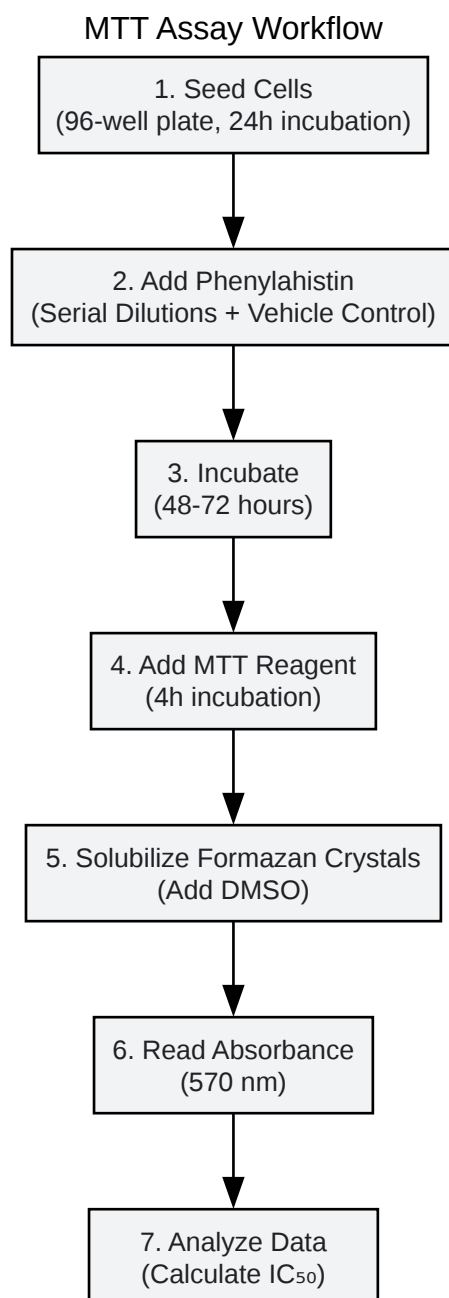 MTT Assay Workflow
1. Seed Cells
(96-well plate, 24h incubation)
2. Add Phenylahistin
(Serial Dilutions + Vehicle Control)
3. Incubate
(48-72 hours)
4. Add MTT Reagent
(4h incubation)
5. Solubilize Formazan Crystals
(Add DMSO)
6. Read Absorbance
(570 nm)
7. Analyze Data
(Calculate IC₅₀)